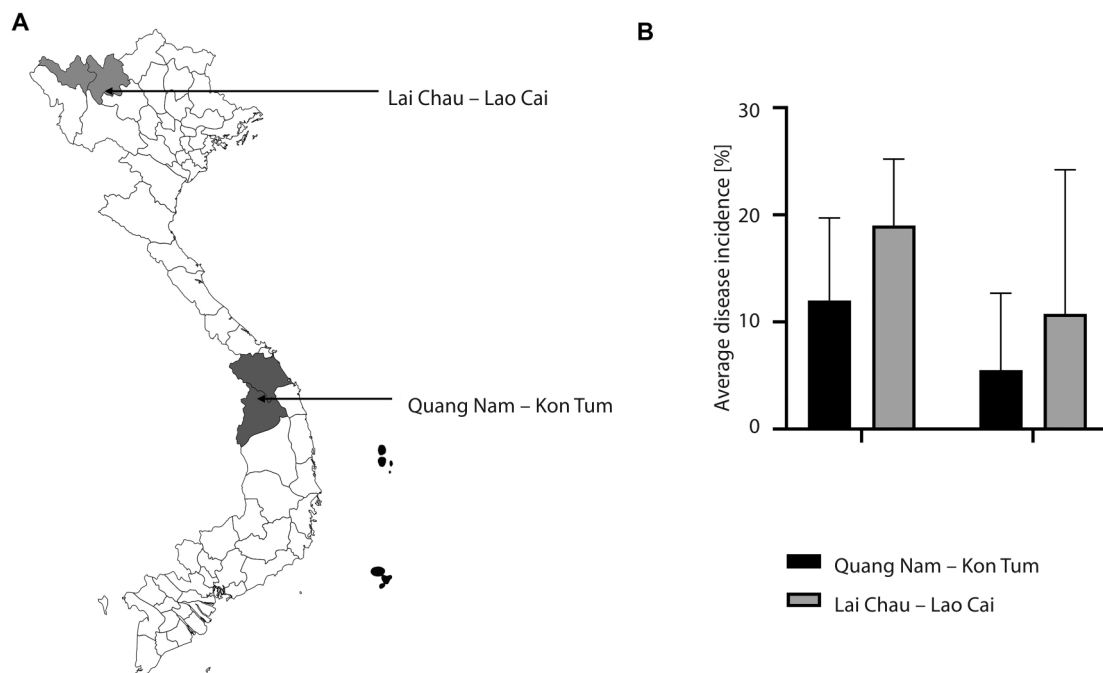 A
Lai Chau – Lao Cai
Quang Nam – Kon Tum
B
Average disease incidence [%]
30
20
10
0
Quang Nam – Kon Tum
Lai Chau – Lao Cai